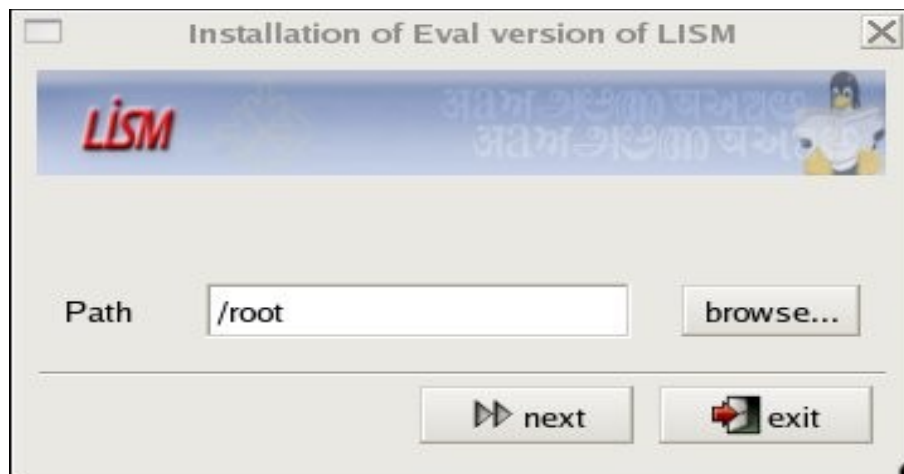 Installation of Eval version of LISM
LiSM
Path
/root
browse...
next
exit